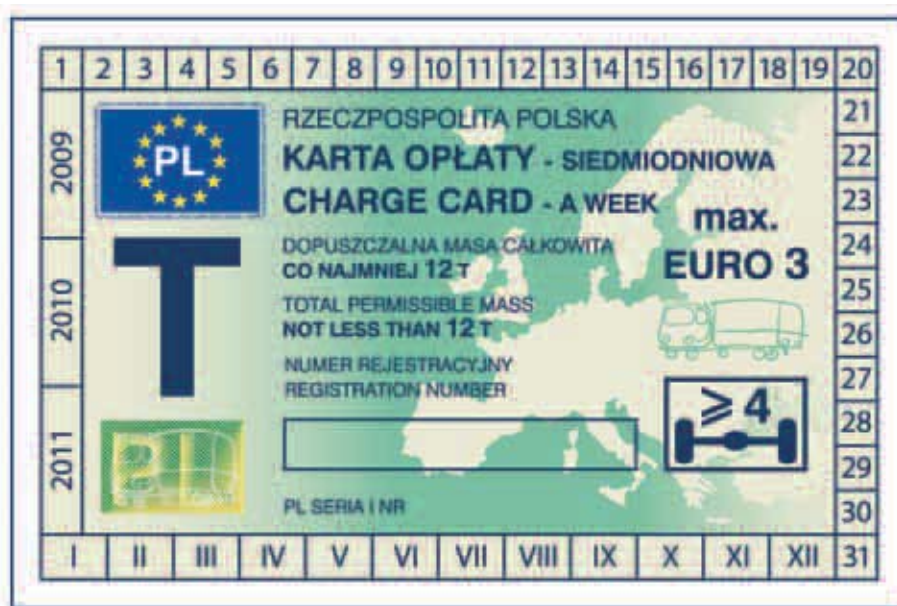 1 2 3 4 5 6 7 8 9 10 11 12 13 14 15 16 17 18 19 20
21
22
23
24
25
26
27
28
29
30
31
2009
2010
2011
PL
RZECZPOSPOLITA POLSKA
KARTA OPŁATY - SIEDMIODNIOWA
CHARGE CARD - A WEEK
max.
EURO 3
T
DOPUSZCZALNA MASA CAŁKOWITA
CO NAJMNIEJ 12 T
TOTAL PERMISSIBLE MASS
NOT LESS THAN 12 T
NUMER REJESTRACYJNY
REGISTRATION NUMBER
≥ 4
PL SERIA I NR
I II III IV V VI VII VIII IX X XI XII